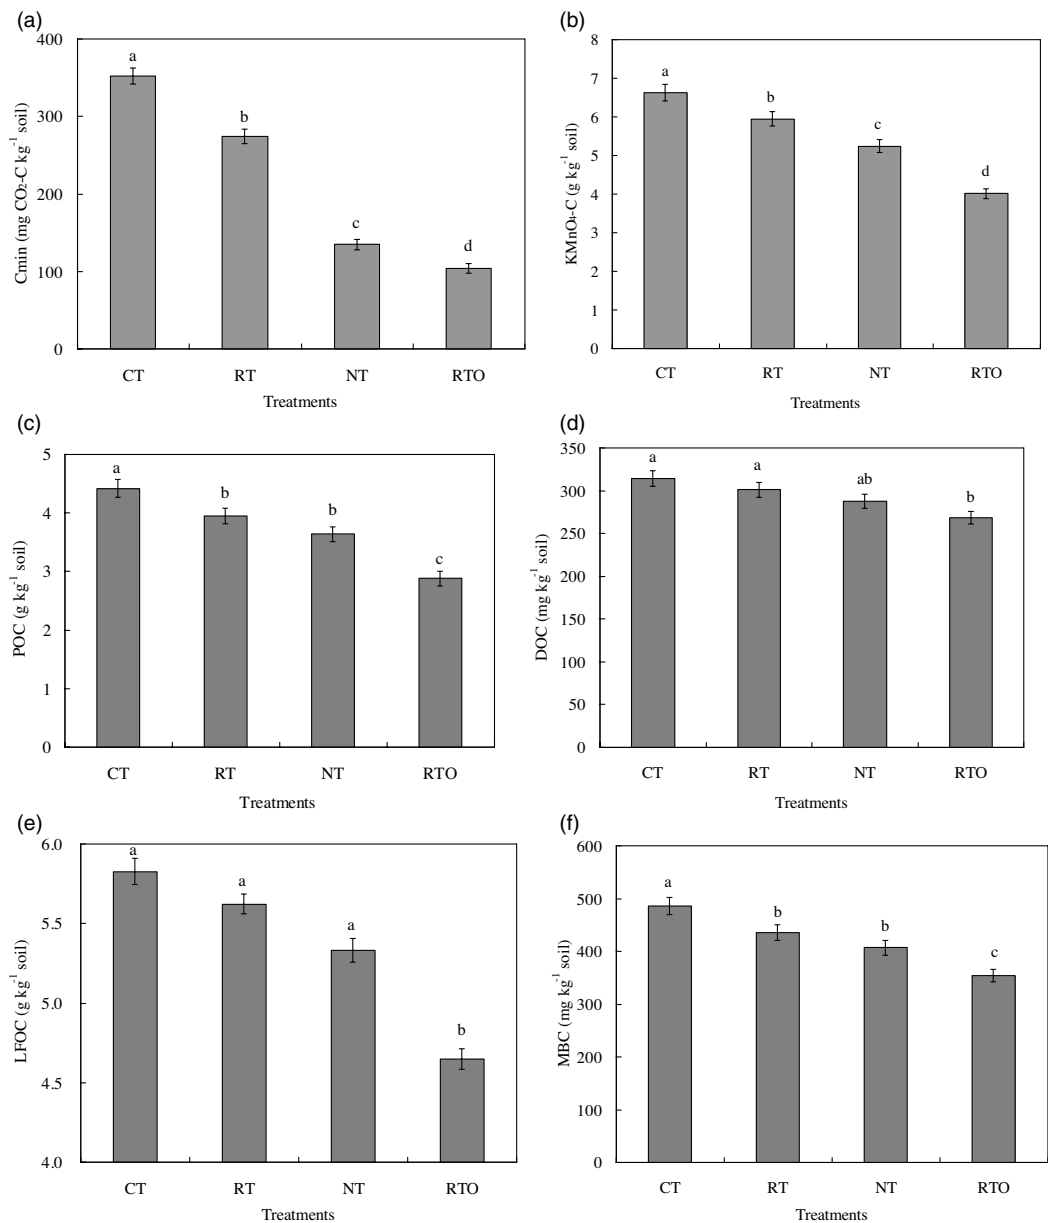 (a)
400
300
200
100
0
Cmin (mg CO₂-C kg⁻¹ soil)
a
b
c
d
CT RT NT RTO
Treatments
(b)
8
7
6
5
4
3
2
1
0
KMnO₄-C (g kg⁻¹ soil)
a
b
c
d
CT RT NT RTO
Treatments
(c)
5
4
3
2
1
0
POC (g kg⁻¹ soil)
a
b
b
c
CT RT NT RTO
Treatments
(d)
350
300
250
200
150
100
50
0
DOC (mg kg⁻¹ soil)
a
a
ab
b
CT RT NT RTO
Treatments
(e)
6.0
5.5
5.0
4.5
4.0
LFOC (g kg⁻¹ soil)
a
a
a
b
CT RT NT RTO
Treatments
(f)
600
500
400
300
200
100
0
MBC (mg kg⁻¹ soil)
a
b
b
c
CT RT NT RTO
Treatments